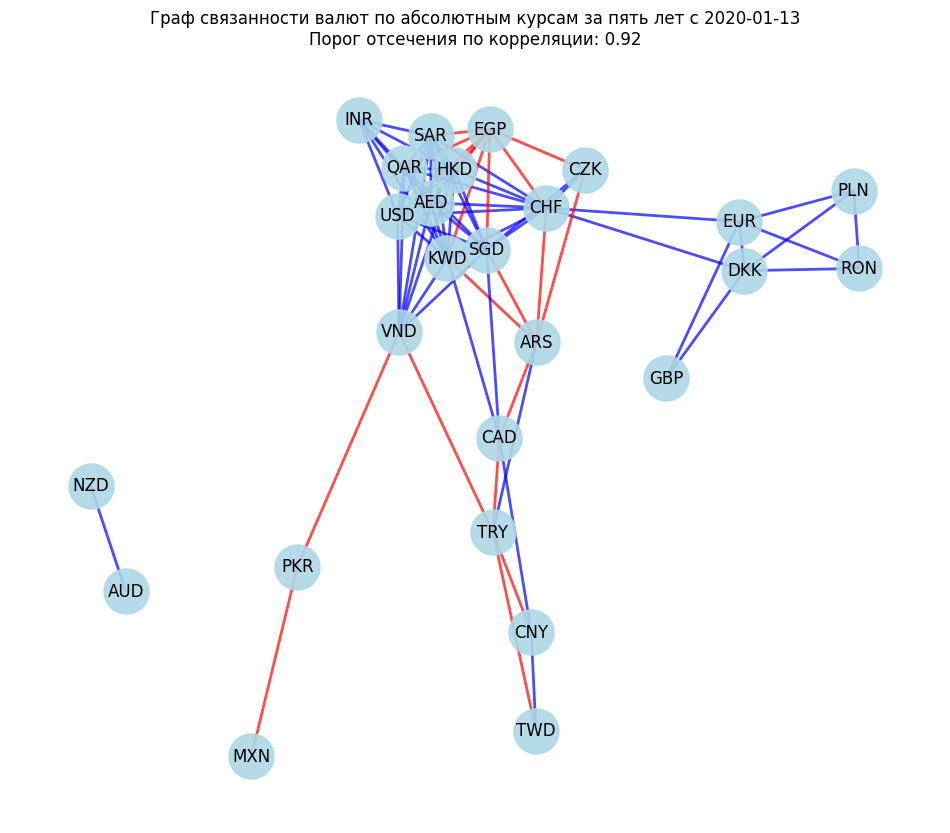 Граф связанности валют по абсолютным курсам за пять лет с 2020-01-13
Порог отсечения по корреляции: 0.92
INR
SAR
EGP
QAR
HKD
CZK
AED
USD
CHF
PLN
EUR
KWD
SGD
DKK
RON
VND
ARS
GBP
CAD
NZD
TRY
PKR
AUD
CNY
TWD
MXN